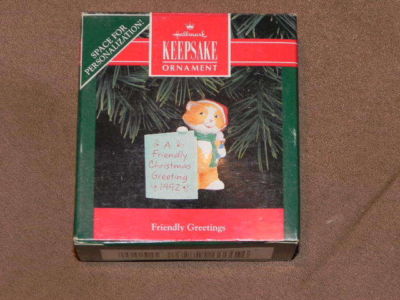 SPACE FOR
PERSONALIZATION!
Hallmark
KEEPSAKE
ORNAMENT
A
Friendly
Christmas
Greeting
1992
Friendly Greetings